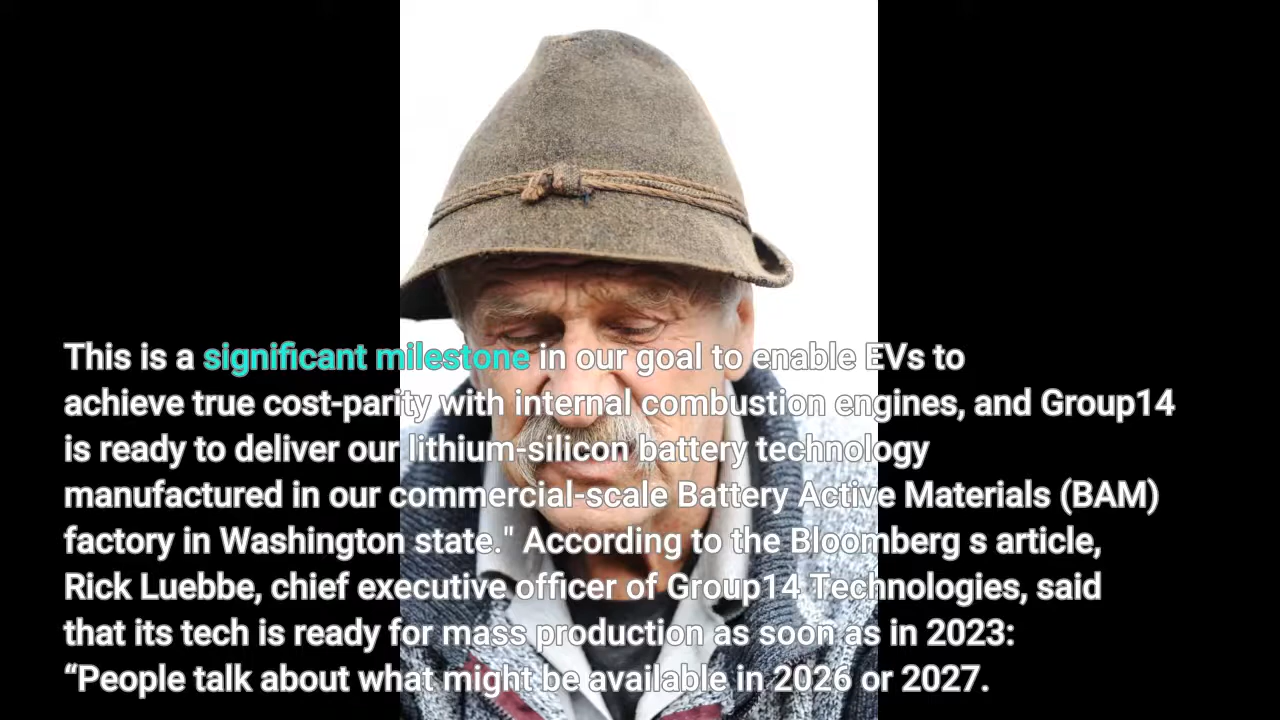 This is a significant milestone in our goal to enable EVs to
achieve true cost-parity with internal combustion engines, and Group14
is ready to deliver our lithium-silicon battery technology
manufactured in our commercial-scale Battery Active Materials (BAM)
factory in Washington state." According to the Bloomberg s article,
Rick Luebbe, chief executive officer of Group14 Technologies, said
that its tech is ready for mass production as soon as in 2023:
“People talk about what might be available in 2026 or 2027.